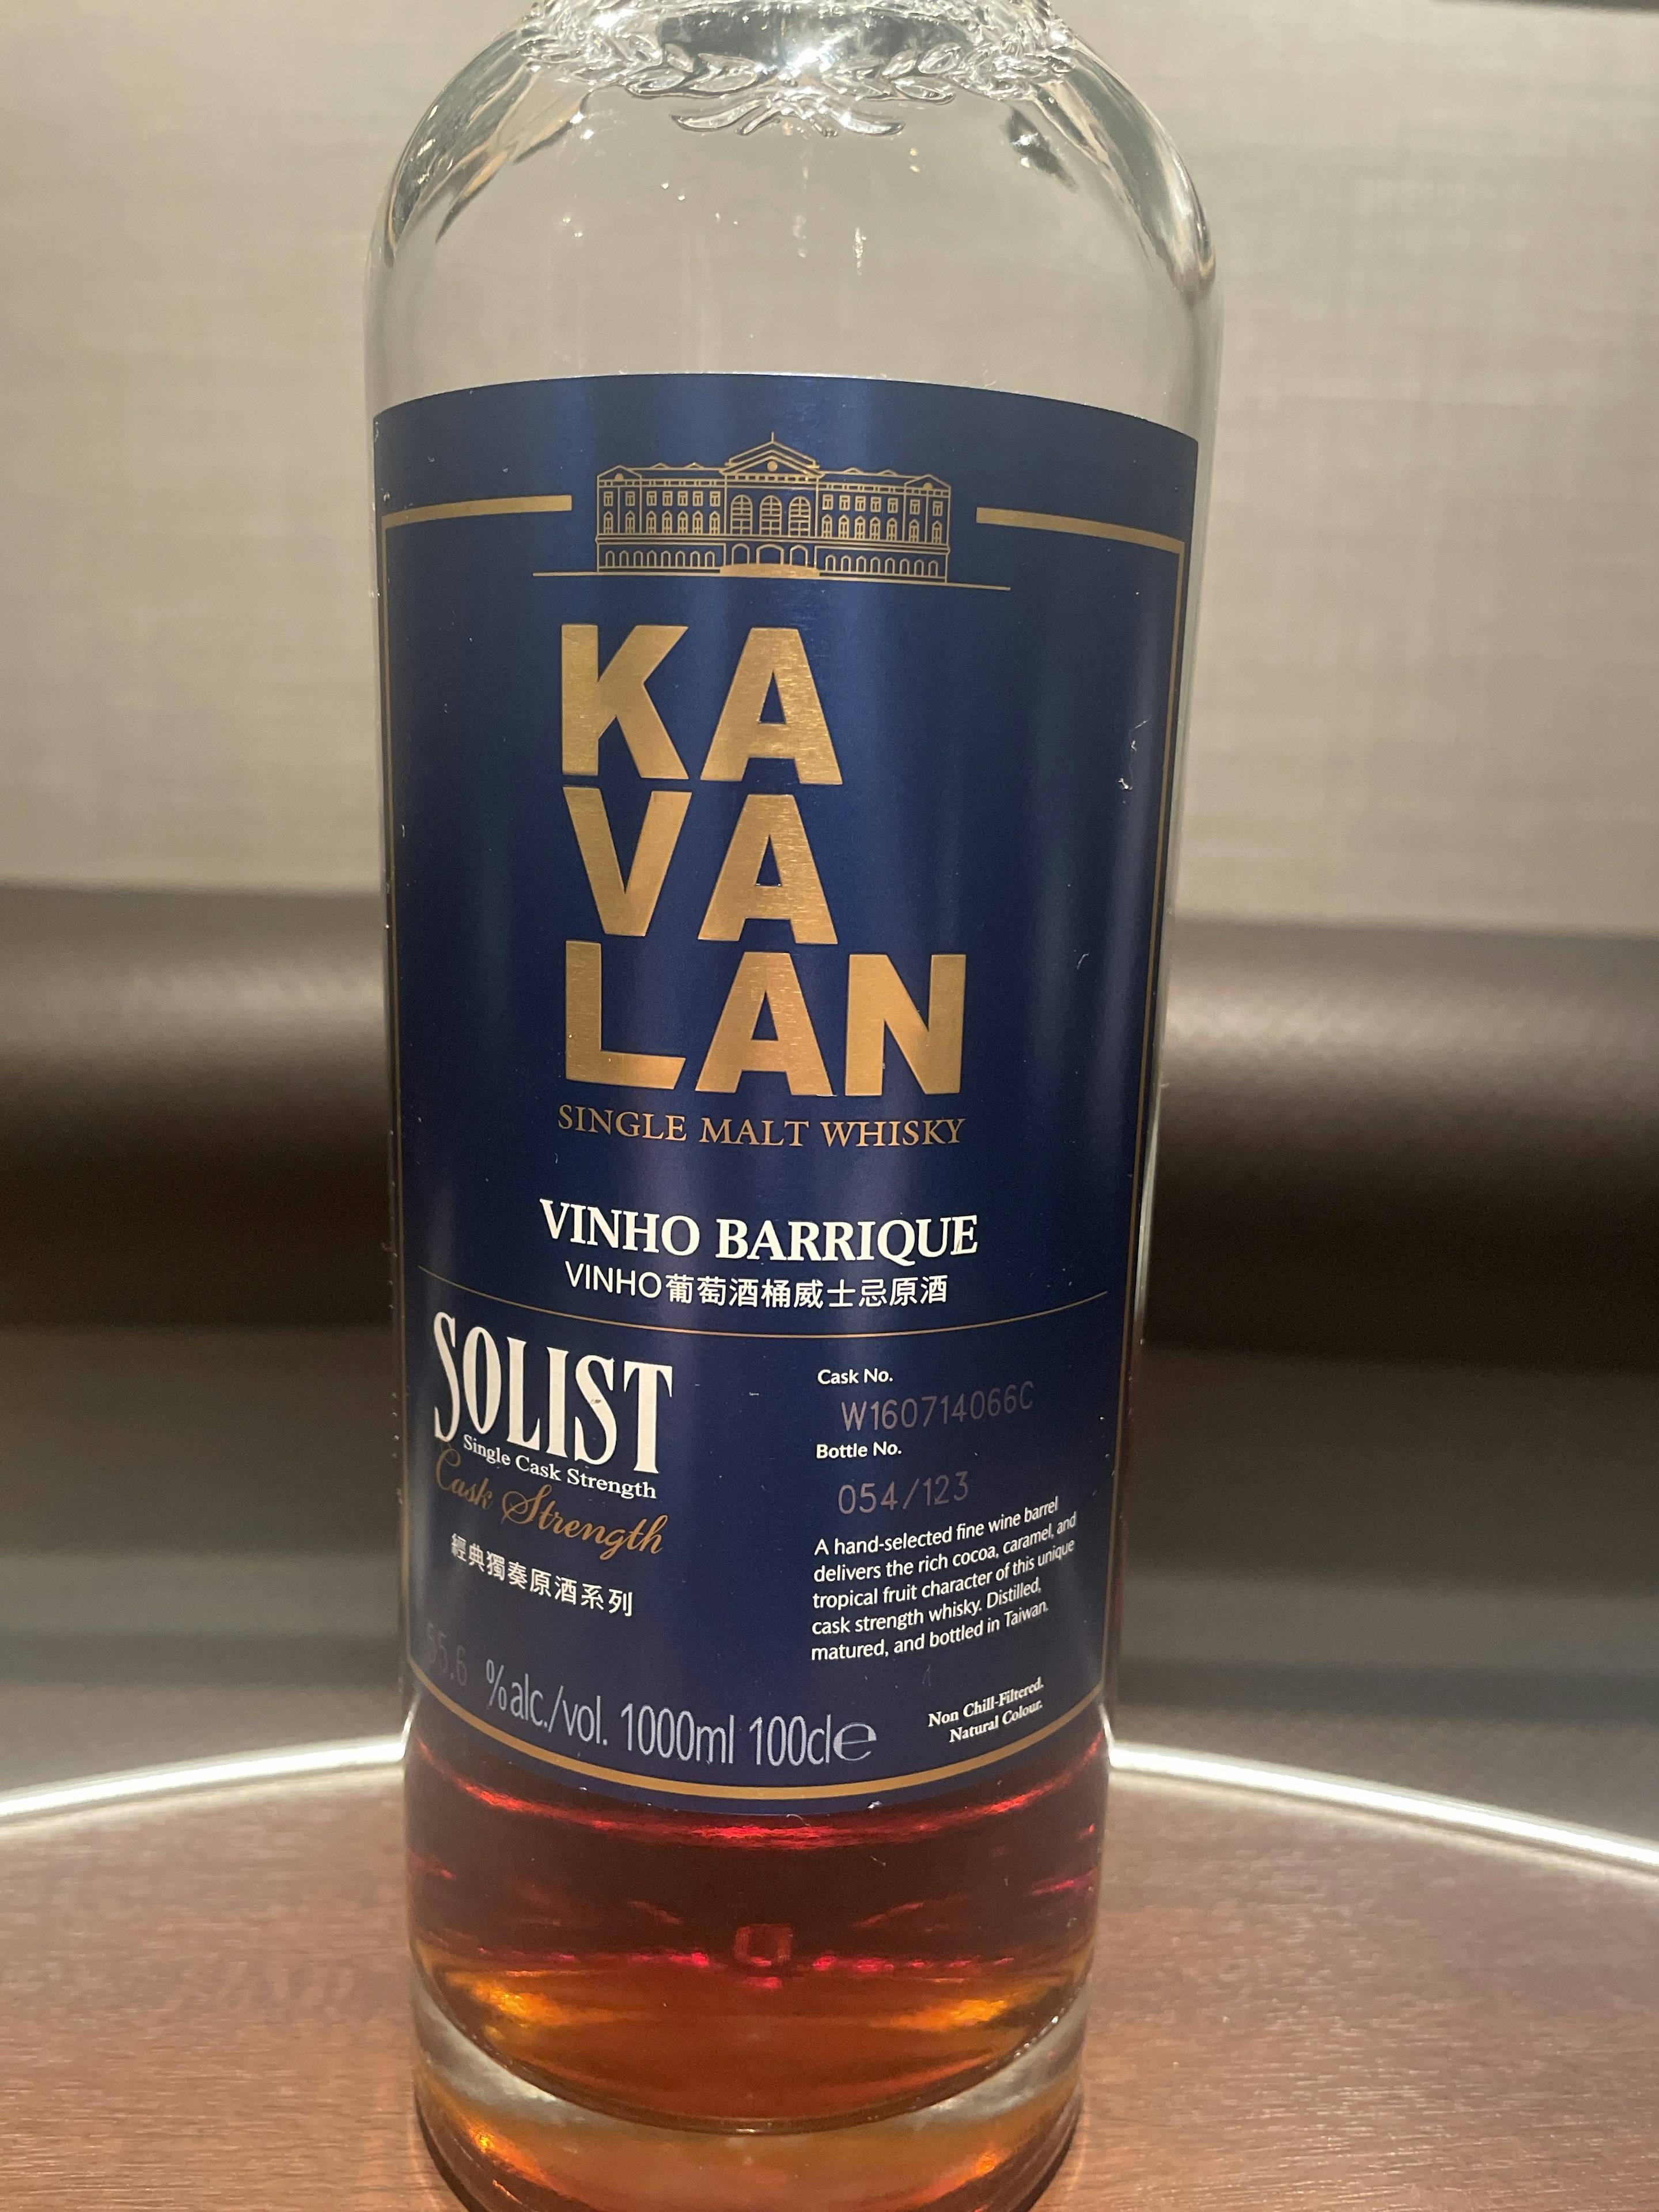 KA
VA
LAN
SINGLE MALT WHISKY
VINHO BARRIQUE
VINHO葡萄酒桶威士忌原酒
SOLIST
Single Cask Strength
Cask Strength
經典獨奏原酒系列
Cask No.
W160714066C
Bottle No.
054/123
A hand-selected fine wine barrel
delivers the rich cocoa, caramel, and
tropical fruit character of this unique
cask strength whisky. Distilled,
matured, and bottled in Taiwan.
55.6 %alc./vol. 1000ml 100cl℮
Non Chill-Filtered.
Natural Colour.